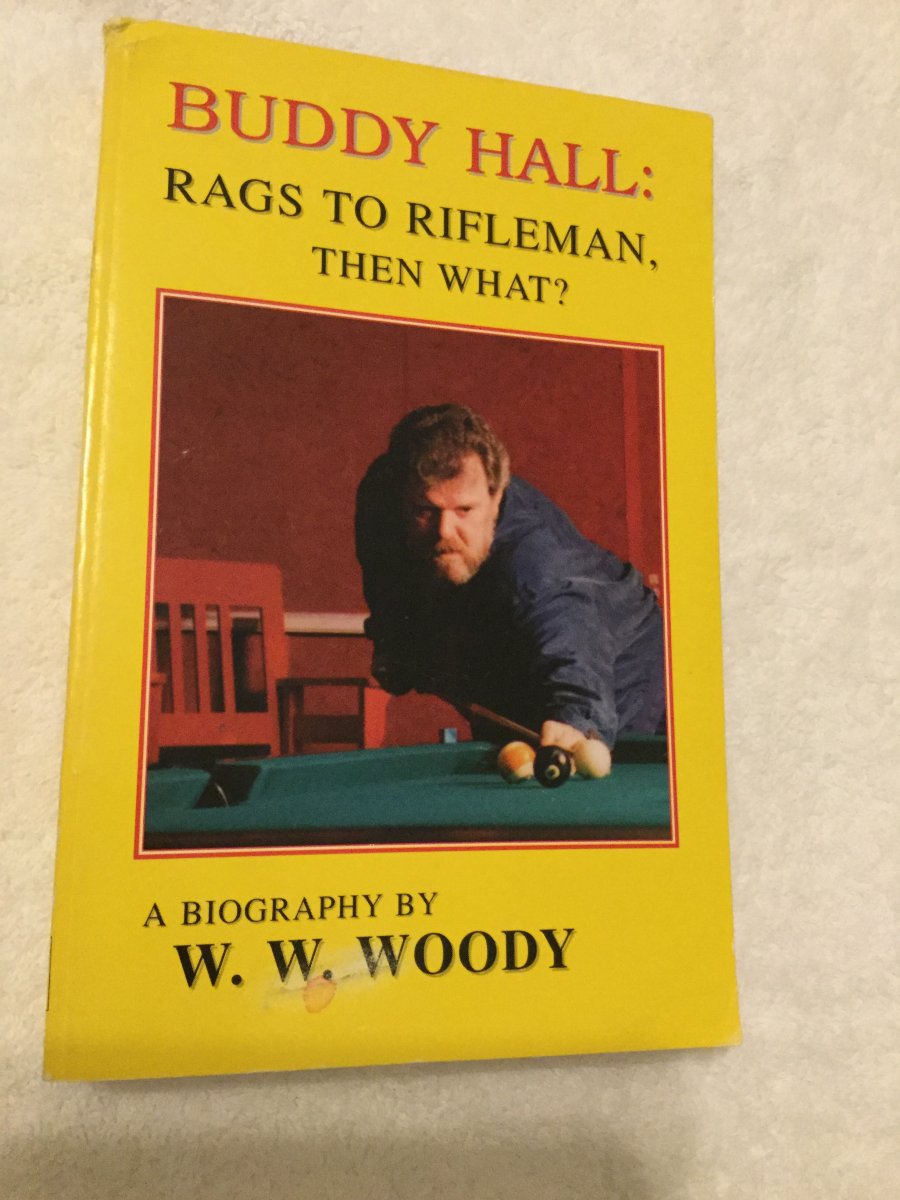 BUDDY HALL:
RAGS TO RIFLEMAN,
THEN WHAT?
A BIOGRAPHY BY
W. W. WOODY